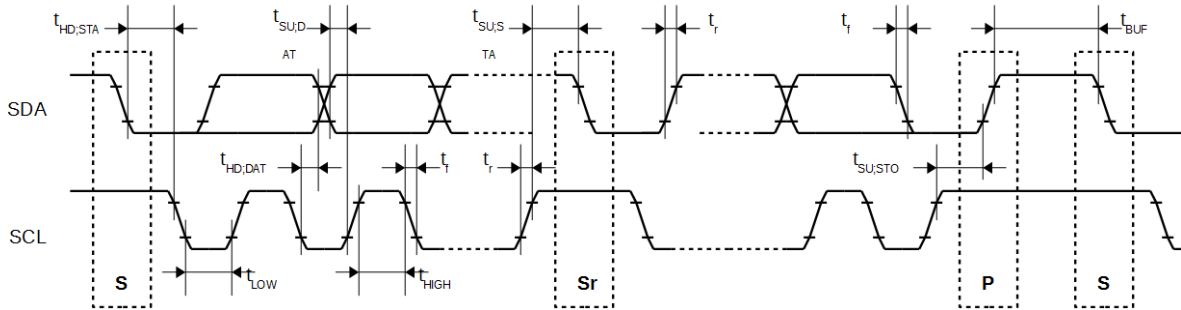 tHD;STA
tSU;D
AT
tSU;S
TA
tr
tf
tBUF
SDA
tHD;DAT
tf
tr
tSU;STO
SCL
S
tLOW
tHIGH
Sr
P
S